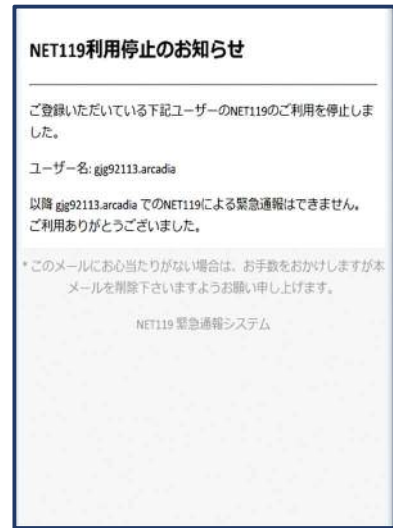 NET119利用停止のお知らせ
ご登録いただいている下記ユーザーのNET119のご利用を停止しま
した。
ユーザー名: gjg92113.arcadia
以降 gjg92113.arcadia でのNET119による緊急通報はできません。
ご利用ありがとうございました。
* このメールにお心当たりがない場合は、お手数をおかけしますが本
メールを削除下さいますようお願い申し上げます。
NET119 緊急通報システム